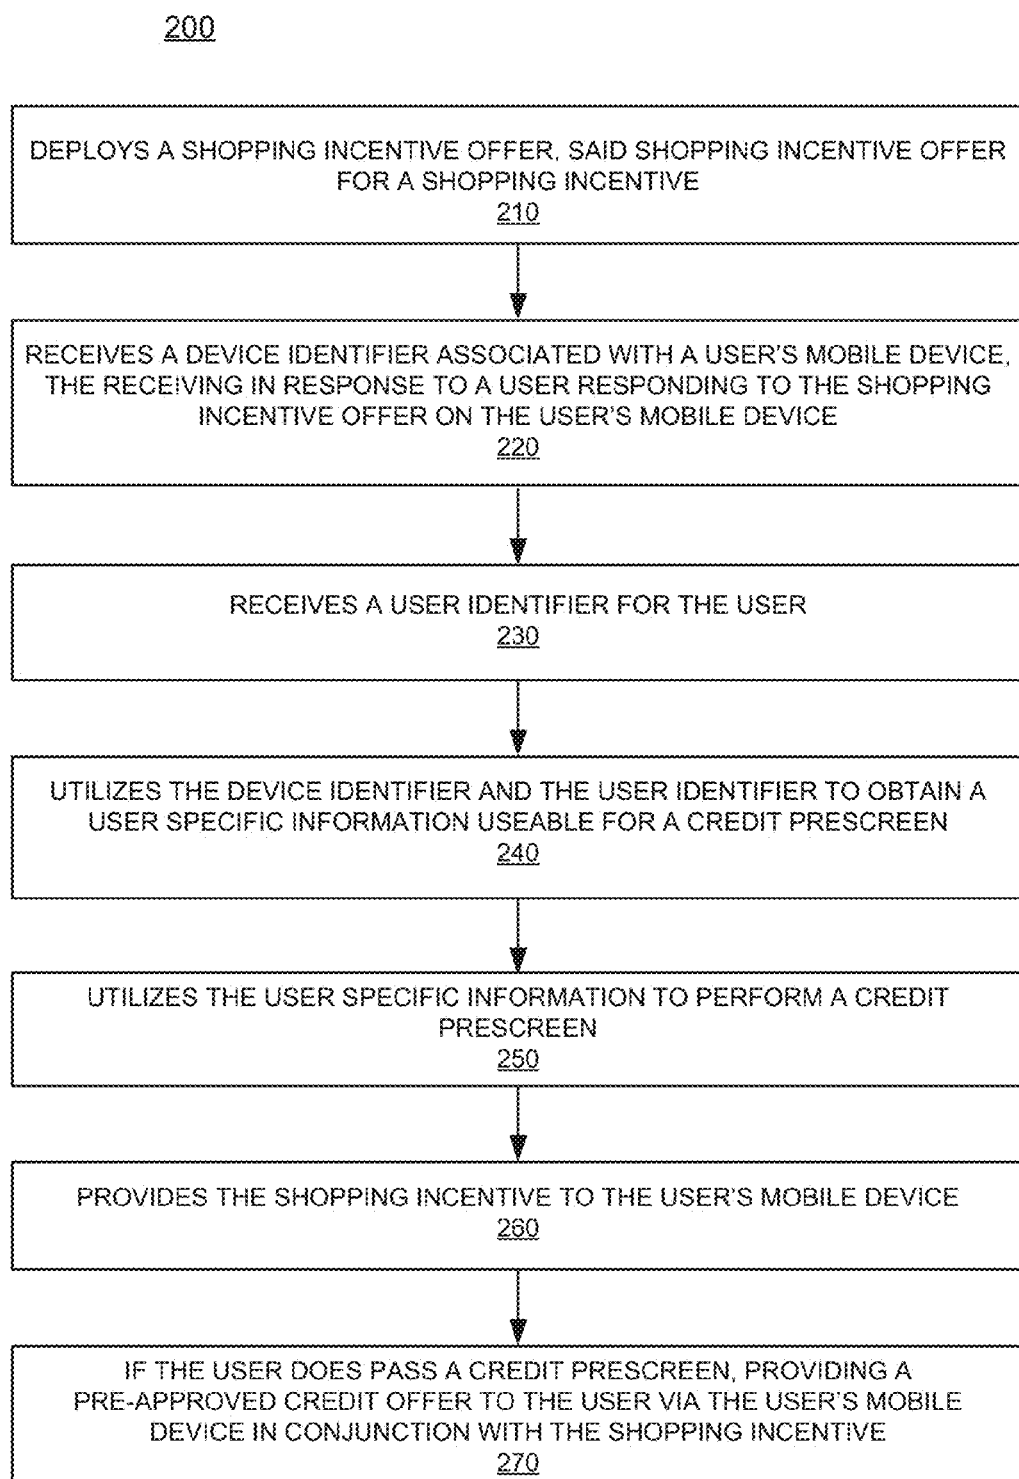 200
DEPLOYS A SHOPPING INCENTIVE OFFER, SAID SHOPPING INCENTIVE OFFER
FOR A SHOPPING INCENTIVE
210
RECEIVES A DEVICE IDENTIFIER ASSOCIATED WITH A USER'S MOBILE DEVICE,
THE RECEIVING IN RESPONSE TO A USER RESPONDING TO THE SHOPPING
INCENTIVE OFFER ON THE USER'S MOBILE DEVICE
220
RECEIVES A USER IDENTIFIER FOR THE USER
230
UTILIZES THE DEVICE IDENTIFIER AND THE USER IDENTIFIER TO OBTAIN A
USER SPECIFIC INFORMATION USEABLE FOR A CREDIT PRESCREEN
240
UTILIZES THE USER SPECIFIC INFORMATION TO PERFORM A CREDIT
PRESCREEN
250
PROVIDES THE SHOPPING INCENTIVE TO THE USER'S MOBILE DEVICE
260
IF THE USER DOES PASS A CREDIT PRESCREEN, PROVIDING A
PRE-APPROVED CREDIT OFFER TO THE USER VIA THE USER'S MOBILE
DEVICE IN CONJUNCTION WITH THE SHOPPING INCENTIVE
270